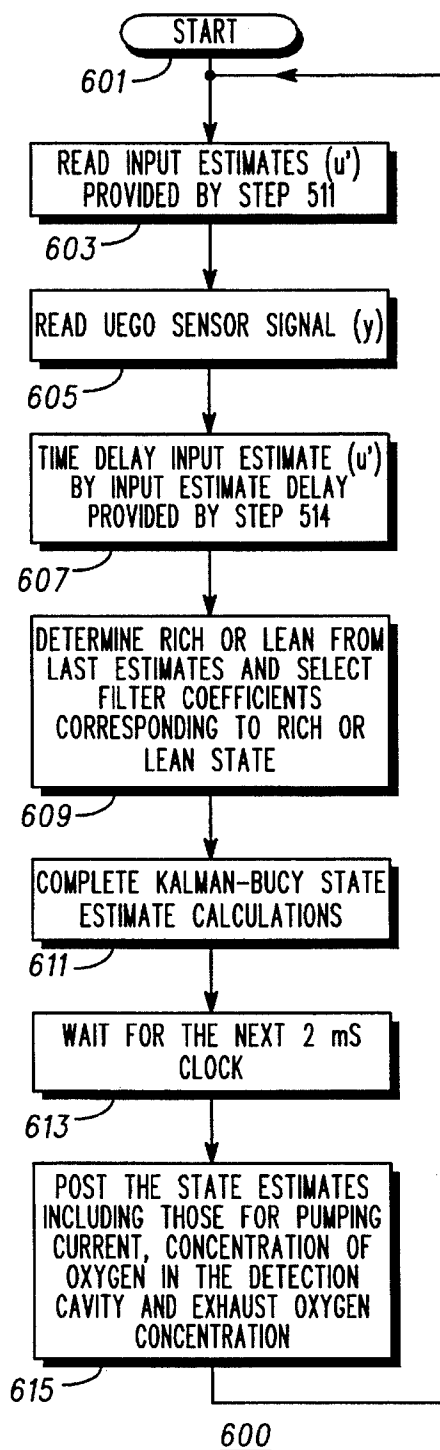 START
601
READ INPUT ESTIMATES (u')
PROVIDED BY STEP 511
603
READ UEGO SENSOR SIGNAL (y)
605
TIME DELAY INPUT ESTIMATE (u')
BY INPUT ESTIMATE DELAY
PROVIDED BY STEP 514
607
DETERMINE RICH OR LEAN FROM
LAST ESTIMATES AND SELECT
FILTER COEFFICIENTS
CORRESPONDING TO RICH OR
LEAN STATE
609
COMPLETE KALMAN-BUCY STATE
ESTIMATE CALCULATIONS
611
WAIT FOR THE NEXT 2 mS
CLOCK
613
POST THE STATE ESTIMATES
INCLUDING THOSE FOR PUMPING
CURRENT, CONCENTRATION OF
OXYGEN IN THE DETECTION
CAVITY AND EXHAUST OXYGEN
CONCENTRATION
615
600